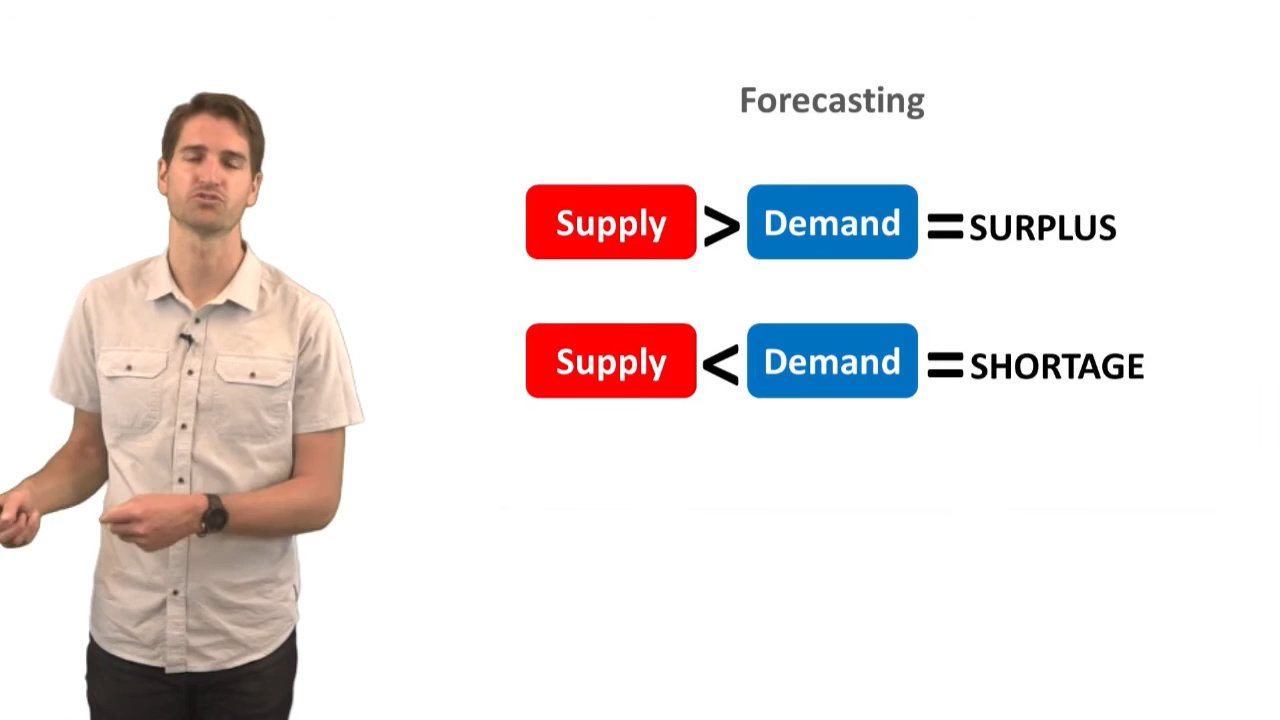 Forecasting
Supply > Demand = SURPLUS
Supply < Demand = SHORTAGE